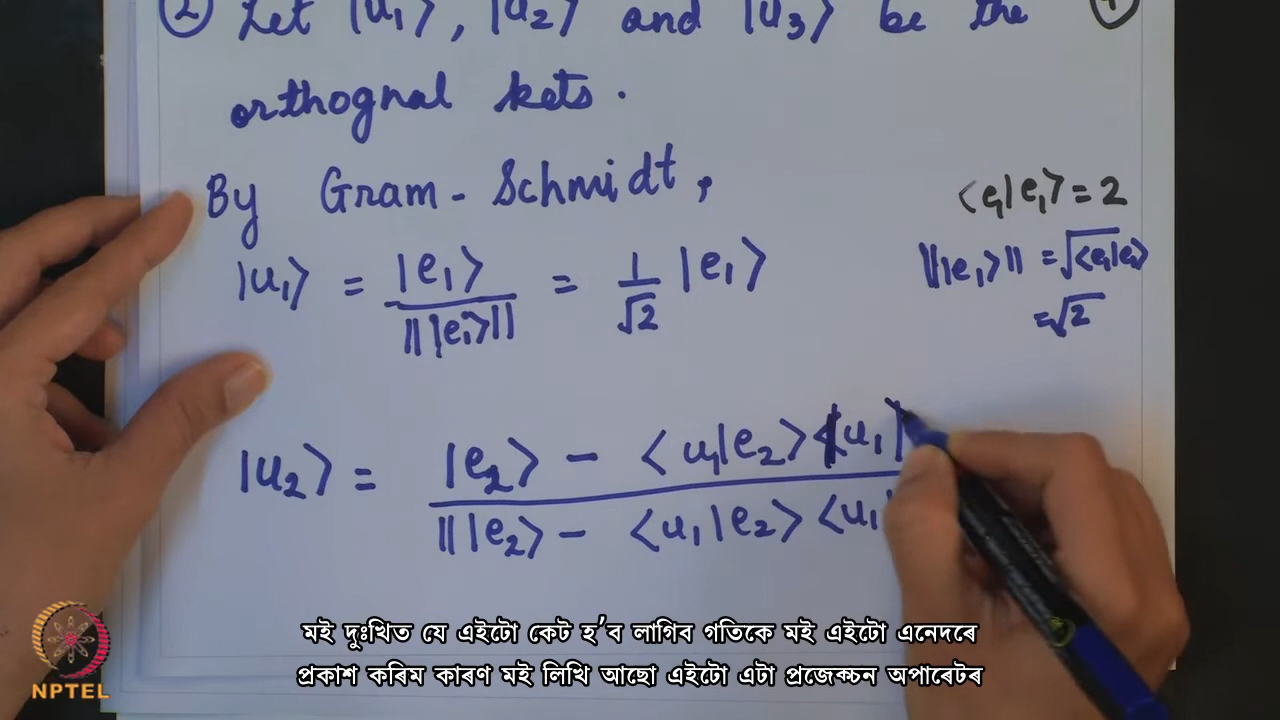 ② Let |u₁⟩, |u₂⟩ and |u₃⟩ be the
orthognal kets.
By Gram-Schmidt,
⟨e₁|e₁⟩ = 2
|u₁⟩ = |e₁⟩ / || |e₁⟩ || = 1/√2 |e₁⟩
|| |e₁⟩ || = √⟨e₁|e₁⟩
= √2
|u₂⟩ = |e₂⟩ - ⟨u₁|e₂⟩ |u₁
|| |e₂⟩ - ⟨u₁|e₂⟩ ⟨u₁|
মই দুঃখিত যে এইটো কেট হ'ব লাগিব গতিকে মই এইটো এনেদৰে
প্ৰকাশ কৰিম কাৰণ মই লিখি আছো এইটো এটা প্ৰজেক্চন অপাৰেটৰ
NPTEL